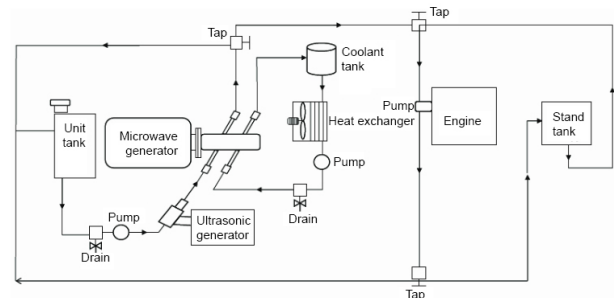 Tap
Tap
Coolant
tank
Unit
tank
Microwave
generator
Heat exchanger
Pump
Engine
Stand
tank
Pump
Pump
Ultrasonic
generator
Drain
Drain
Tap